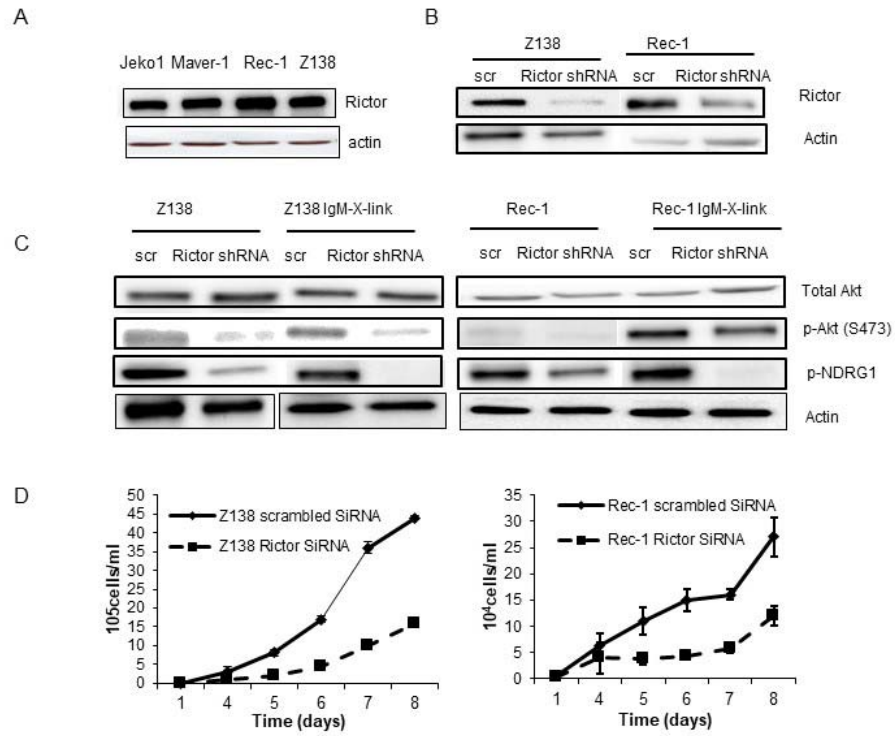 A
Jeko1 Maver-1 Rec-1 Z138
Rictor
actin
B
Z138 Rec-1
scr Rictor shRNA scr Rictor shRNA
Rictor
Actin
C
Z138 Z138 IgM-X-link Rec-1 Rec-1 IgM-X-link
scr Rictor shRNA scr Rictor shRNA scr Rictor shRNA scr Rictor shRNA
Total Akt
p-Akt (S473)
p-NDRG1
Actin
D
105cells/ml
50
45
40
35
30
25
20
15
10
5
0
Z138 scrambled SiRNA
Z138 Rictor SiRNA
1 4 5 6 7 8
Time (days)
10⁴cells/ml
35
30
25
20
15
10
5
0
Rec-1 scrambled SiRNA
Rec-1 Rictor SiRNA
1 4 5 6 7 8
Time (days)